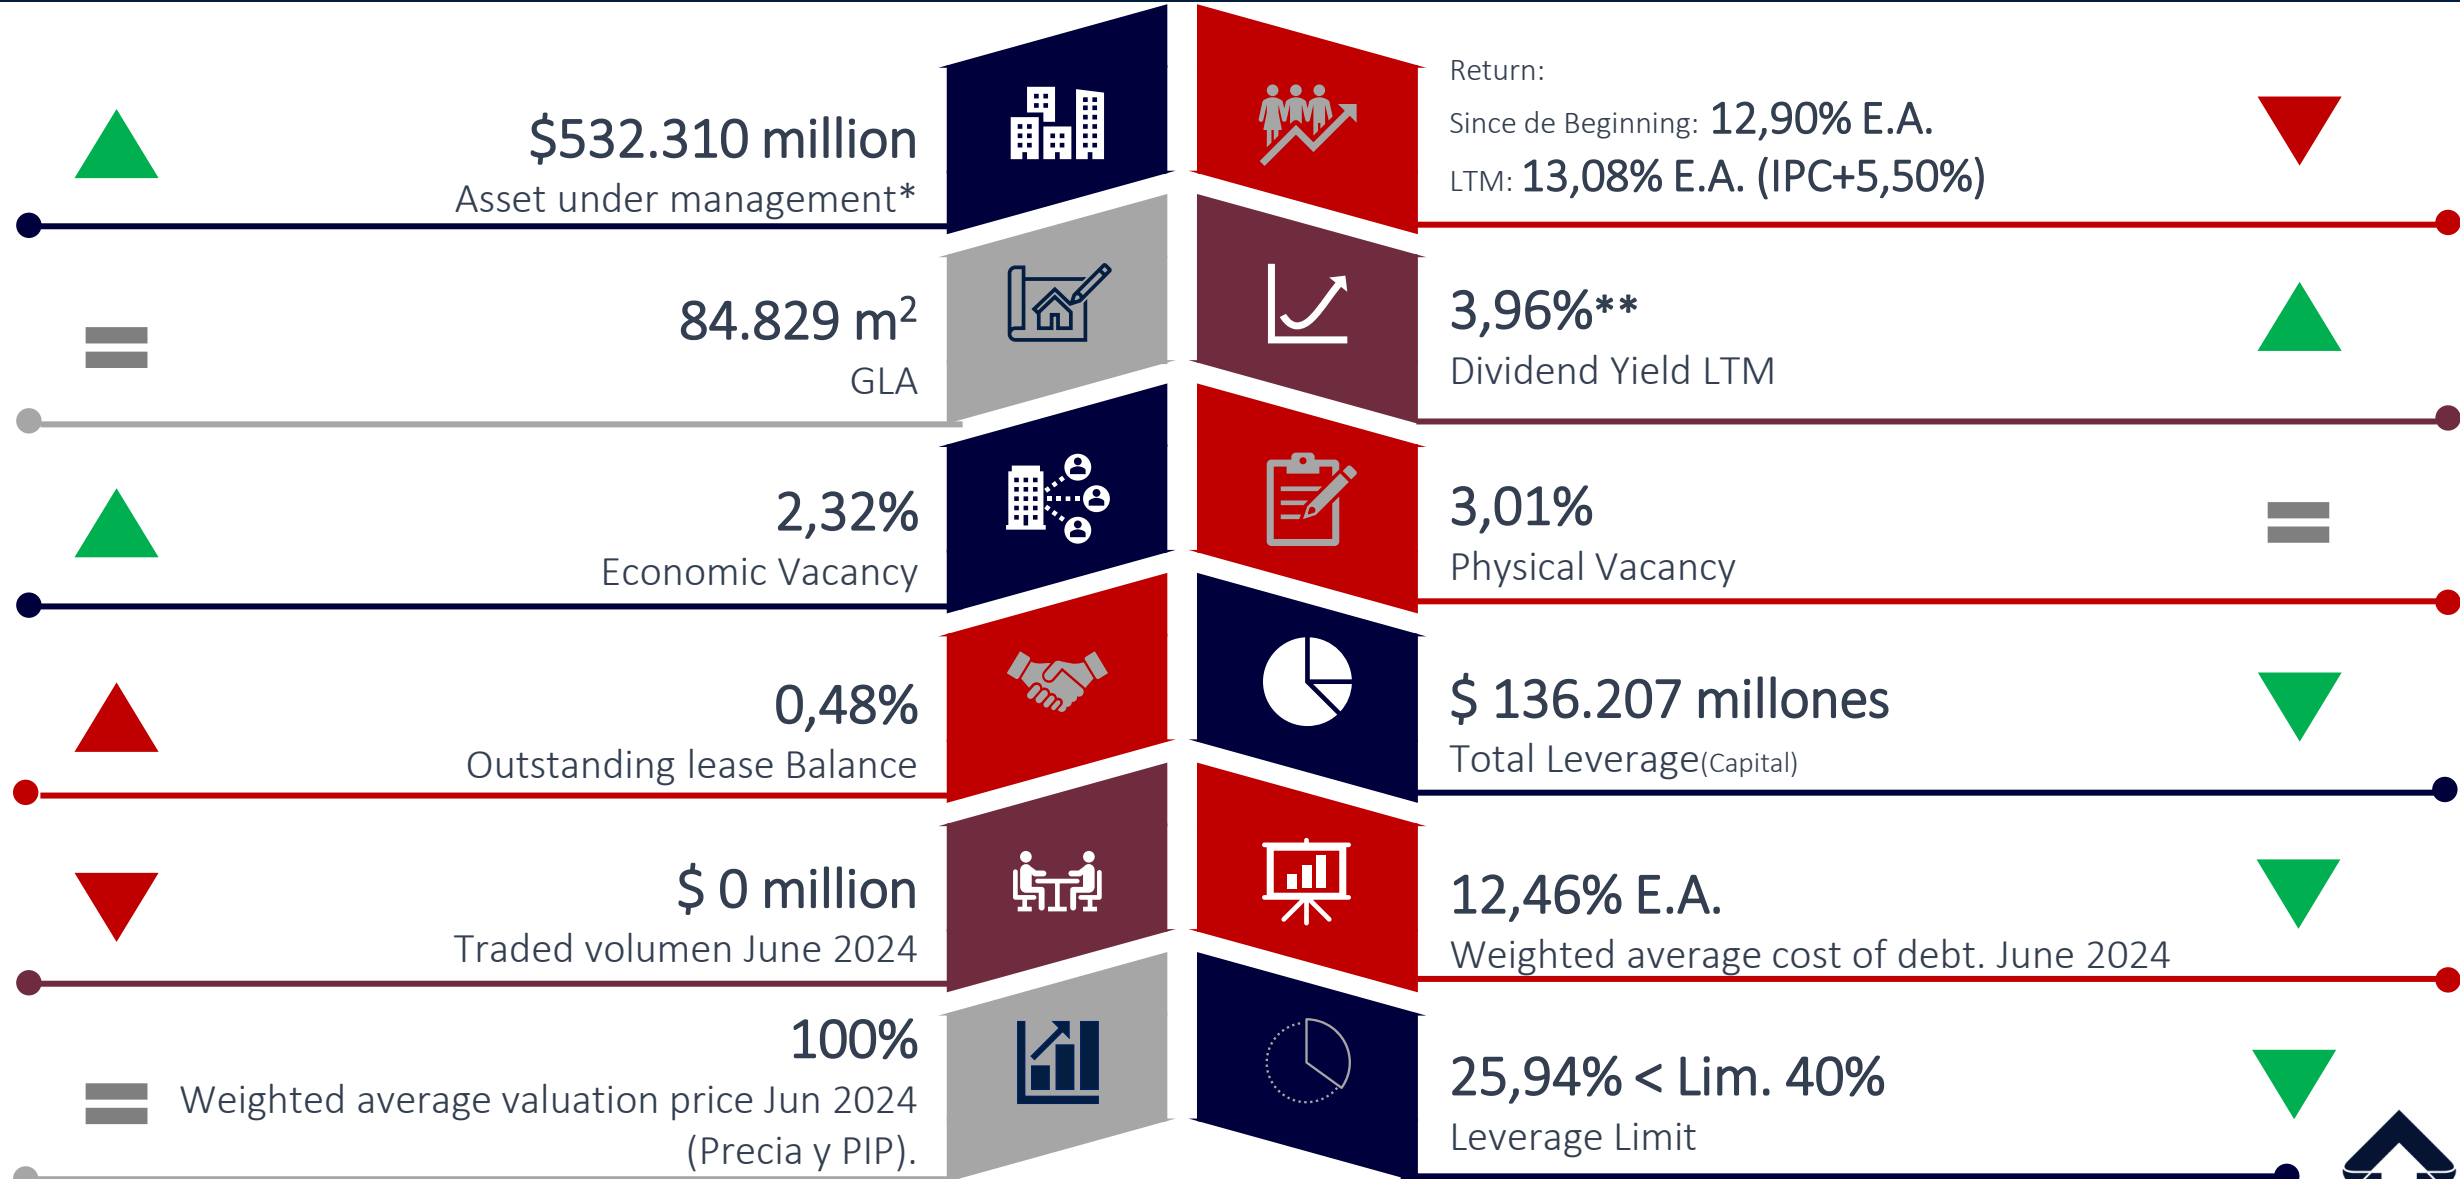 $532.310 million
Asset under management*
84.829 m²
GLA
2,32%
Economic Vacancy
0,48%
Outstanding lease Balance
$ 0 million
Traded volumen June 2024
100%
Weighted average valuation price Jun 2024
(Precia y PIP).
Return:
Since de Beginning: 12,90% E.A.
LTM: 13,08% E.A. (IPC+5,50%)
3,96%**
Dividend Yield LTM
3,01%
Physical Vacancy
$ 136.207 millones
Total Leverage(Capital)
12,46% E.A.
Weighted average cost of debt. June 2024
25,94% < Lim. 40%
Leverage Limit